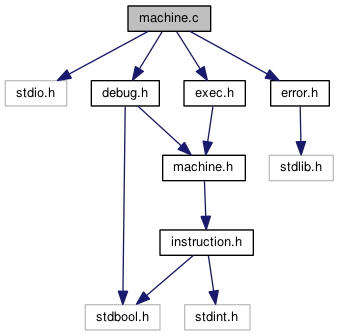 machine.c
stdio.h
debug.h
exec.h
error.h
machine.h
stdlib.h
instruction.h
stdbool.h
stdint.h